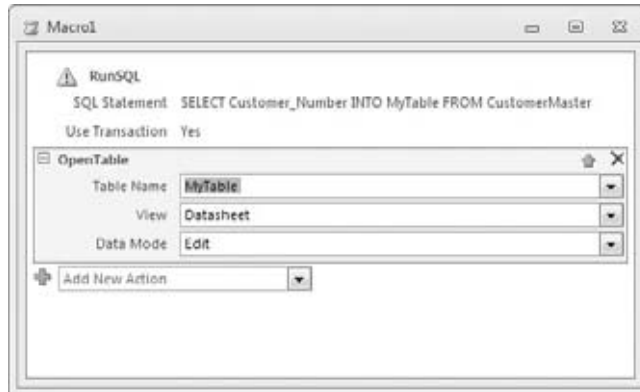 Macro1
RunSQL
SQL Statement SELECT Customer_Number INTO MyTable FROM CustomerMaster
Use Transaction Yes
OpenTable
Table Name MyTable
View Datasheet
Data Mode Edit
Add New Action